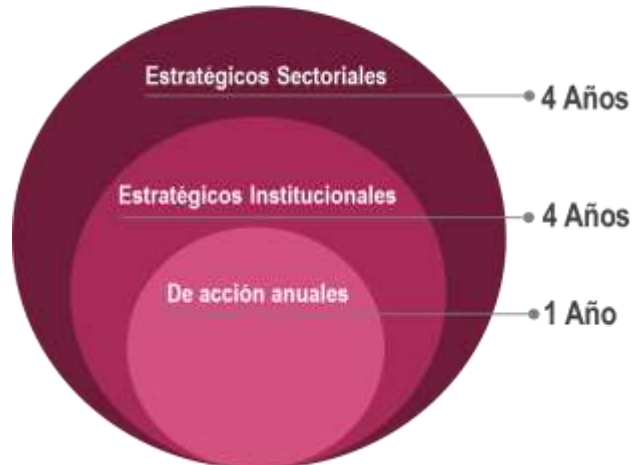 Estratégicos Sectoriales
4 Años
Estratégicos Institucionales
4 Años
De acción anuales
1 Año